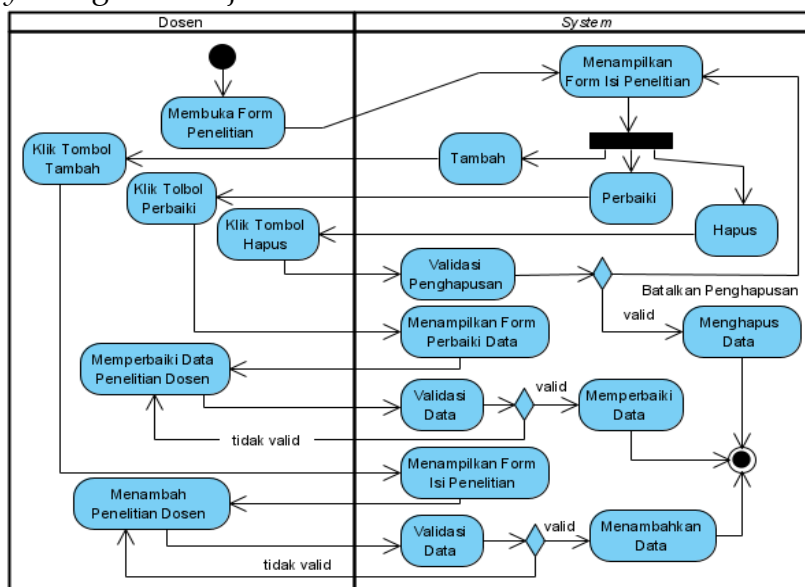 Dosen
System
Menampilkan
Form Isi Penelitian
Membuka Form
Penelitian
Klik Tombol
Tambah
Tambah
Klik Tolbol
Perbaiki
Perbaiki
Klik Tombol
Hapus
Hapus
Validasi
Penghapusan
Batalkan Penghapusan
valid
Menampilkan Form
Perbaiki Data
Menghapus
Data
Memperbaiki Data
Penelitian Dosen
Validasi
Data
valid
Memperbaiki
Data
tidak valid
Menampilkan Form
Isi Penelitian
Menambah
Penelitian Dosen
Validasi
Data
valid
Menambahkan
Data
tidak valid